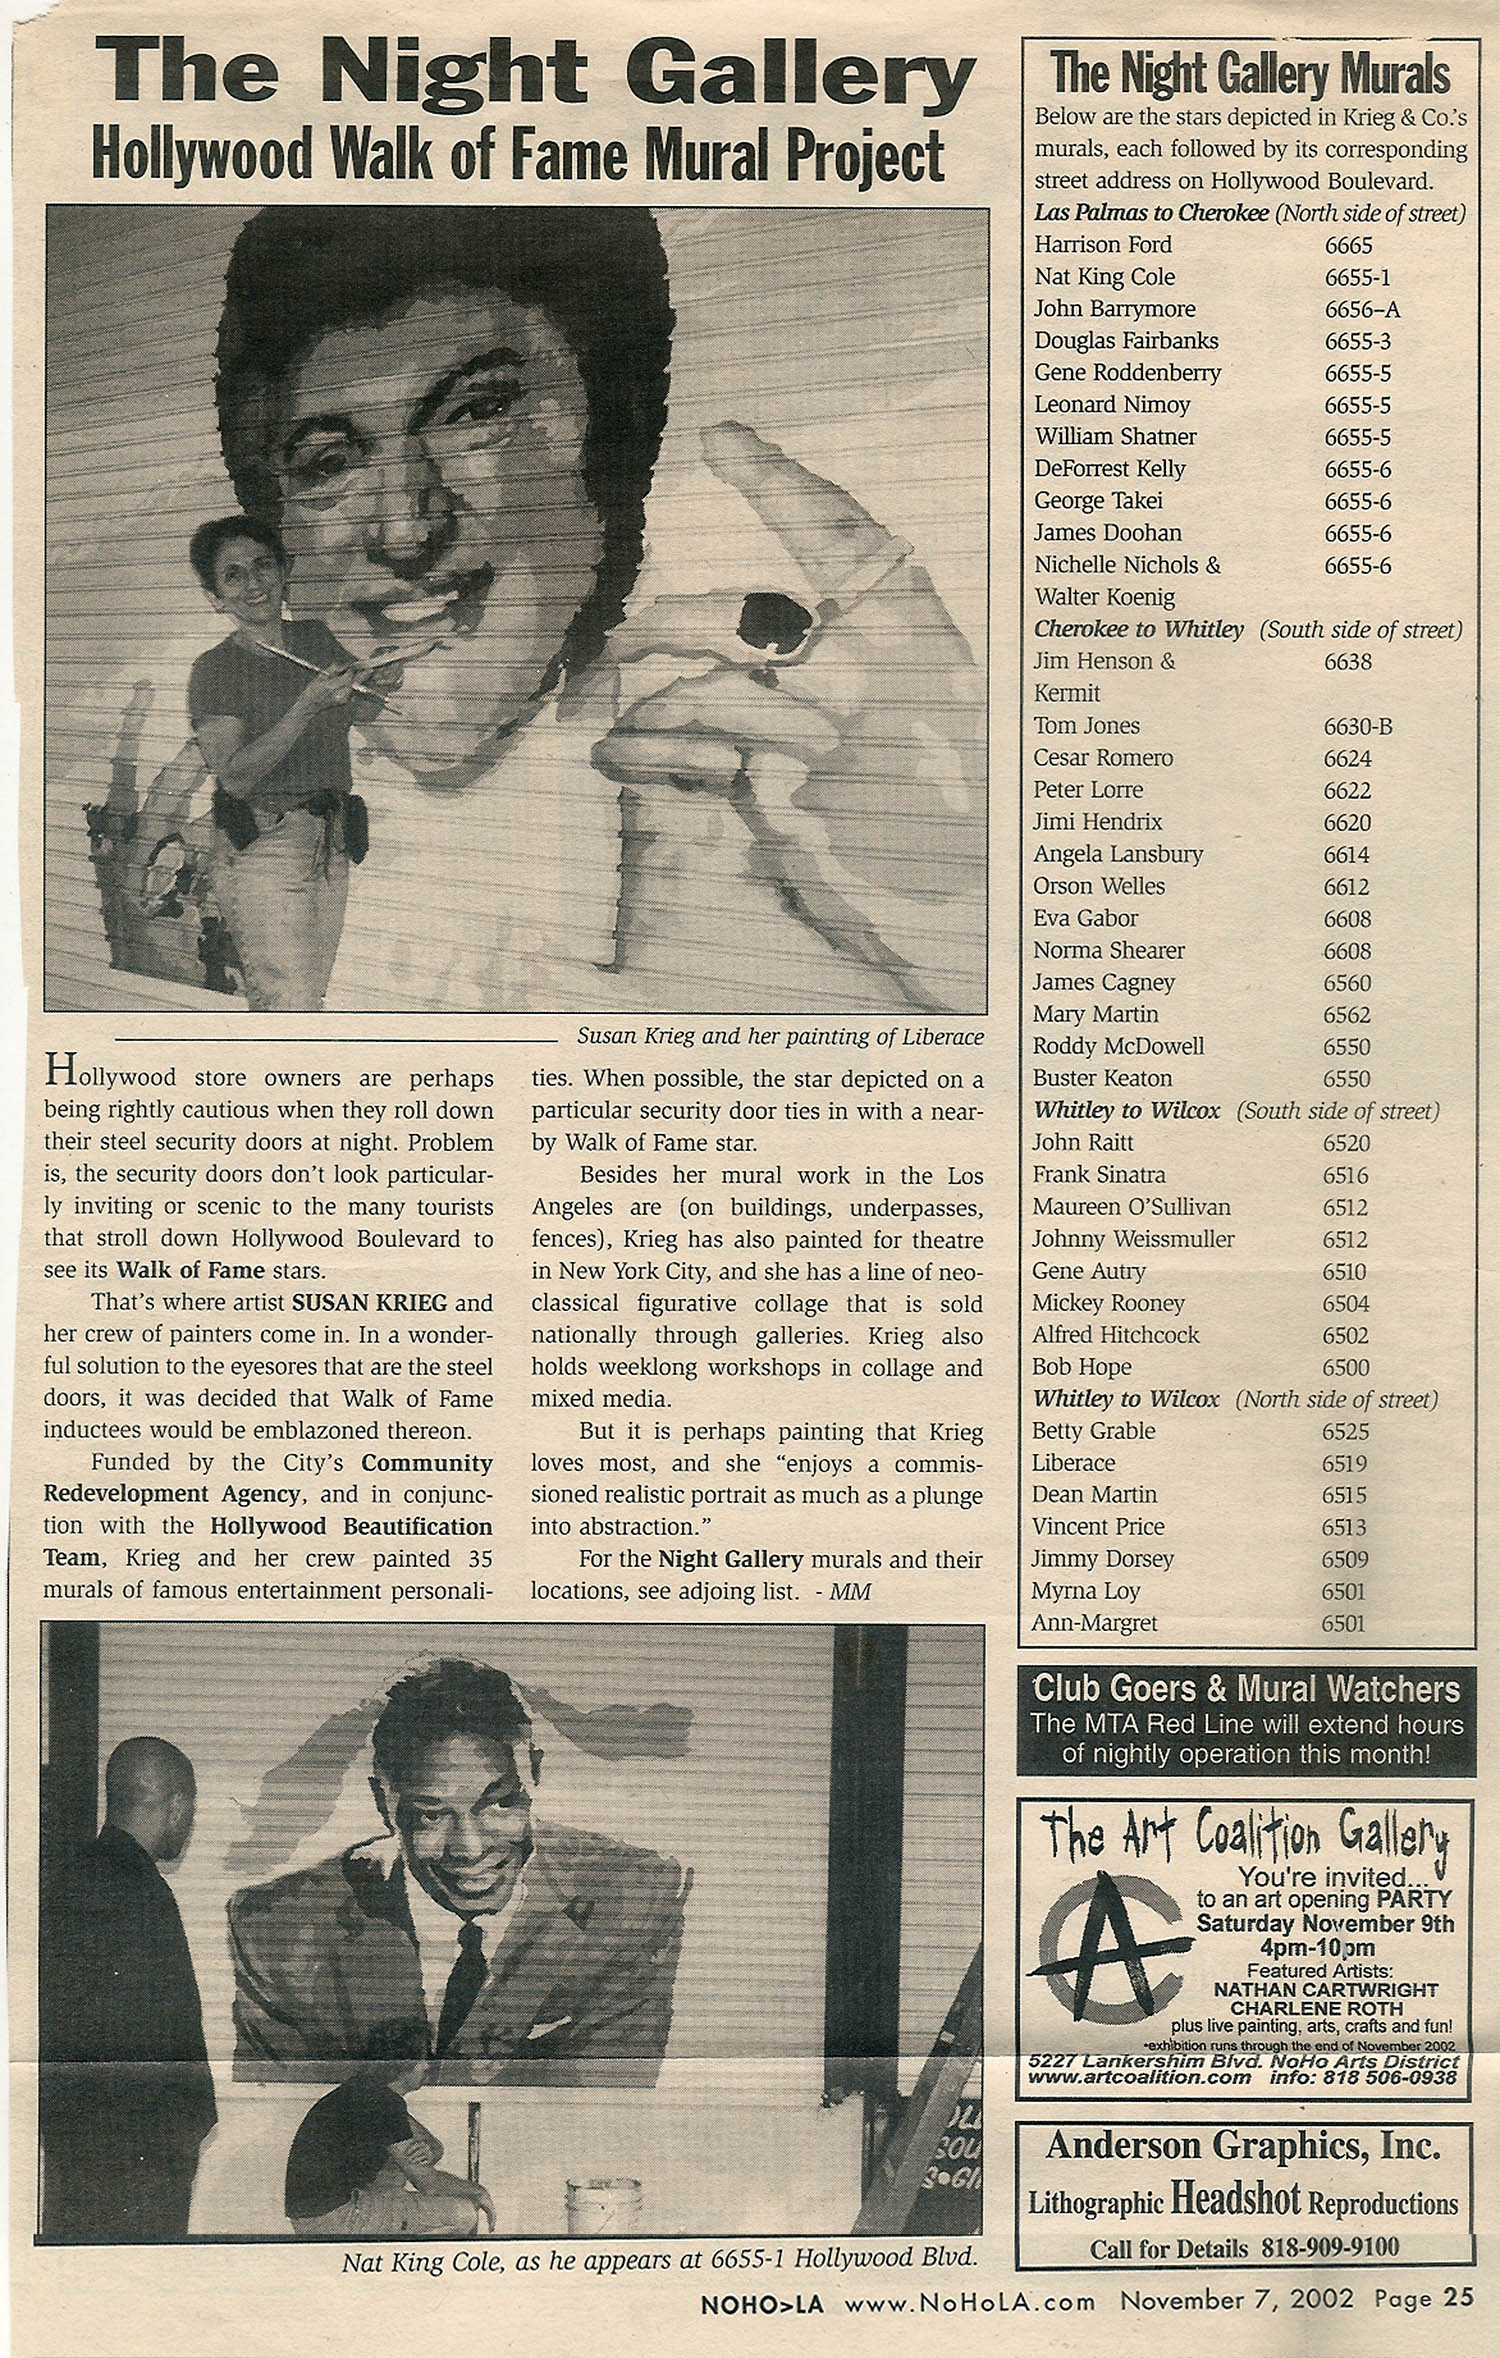 The Night Gallery
Hollywood Walk of Fame Mural Project
Susan Krieg and her painting of Liberace
Hollywood store owners are perhaps
being rightly cautious when they roll down
their steel security doors at night. Problem
is, the security doors don't look particular-
ly inviting or scenic to the many tourists
that stroll down Hollywood Boulevard to
see its Walk of Fame stars.
That's where artist SUSAN KRIEG and
her crew of painters come in. In a wonder-
ful solution to the eyesores that are the steel
doors, it was decided that Walk of Fame
inductees would be emblazoned thereon.
Funded by the City's Community
Redevelopment Agency, and in conjunc-
tion with the Hollywood Beautification
Team, Krieg and her crew painted 35
murals of famous entertainment personali-
ties. When possible, the star depicted on a
particular security door ties in with a near-
by Walk of Fame star.
Besides her mural work in the Los
Angeles are (on buildings, underpasses,
fences), Krieg has also painted for theatre
in New York City, and she has a line of neo-
classical figurative collage that is sold
nationally through galleries. Krieg also
holds weeklong workshops in collage and
mixed media.
But it is perhaps painting that Krieg
loves most, and she "enjoys a commis-
sioned realistic portrait as much as a plunge
into abstraction."
For the Night Gallery murals and their
locations, see adjoing list. - MM
Nat King Cole, as he appears at 6655-1 Hollywood Blvd.
The Night Gallery Murals
Below are the stars depicted in Krieg & Co.'s
murals, each followed by its corresponding
street address on Hollywood Boulevard.
Las Palmas to Cherokee (North side of street)
Harrison Ford 6665
Nat King Cole 6655-1
John Barrymore 6656-A
Douglas Fairbanks 6655-3
Gene Roddenberry 6655-5
Leonard Nimoy 6655-5
William Shatner 6655-5
DeForrest Kelly 6655-6
George Takei 6655-6
James Doohan 6655-6
Nichelle Nichols & 6655-6
Walter Koenig
Cherokee to Whitley (South side of street)
Jim Henson & 6638
Kermit
Tom Jones 6630-B
Cesar Romero 6624
Peter Lorre 6622
Jimi Hendrix 6620
Angela Lansbury 6614
Orson Welles 6612
Eva Gabor 6608
Norma Shearer 6608
James Cagney 6560
Mary Martin 6562
Roddy McDowell 6550
Buster Keaton 6550
Whitley to Wilcox (South side of street)
John Raitt 6520
Frank Sinatra 6516
Maureen O'Sullivan 6512
Johnny Weissmuller 6512
Gene Autry 6510
Mickey Rooney 6504
Alfred Hitchcock 6502
Bob Hope 6500
Whitley to Wilcox (North side of street)
Betty Grable 6525
Liberace 6519
Dean Martin 6515
Vincent Price 6513
Jimmy Dorsey 6509
Myrna Loy 6501
Ann-Margret 6501
Club Goers & Mural Watchers
The MTA Red Line will extend hours
of nightly operation this month!
The Art Coalition Gallery
You're invited...
to an art opening PARTY
Saturday November 9th
4pm-10pm
Featured Artists:
NATHAN CARTWRIGHT
CHARLENE ROTH
plus live painting, arts, crafts and fun!
*exhibition runs through the end of November 2002
5227 Lankershim Blvd. NoHo Arts District
www.artcoalition.com info: 818 506-0938
Anderson Graphics, Inc.
Lithographic Headshot Reproductions
Call for Details 818-909-9100
NOHO>LA www.NoHoLA.com November 7, 2002 Page 25